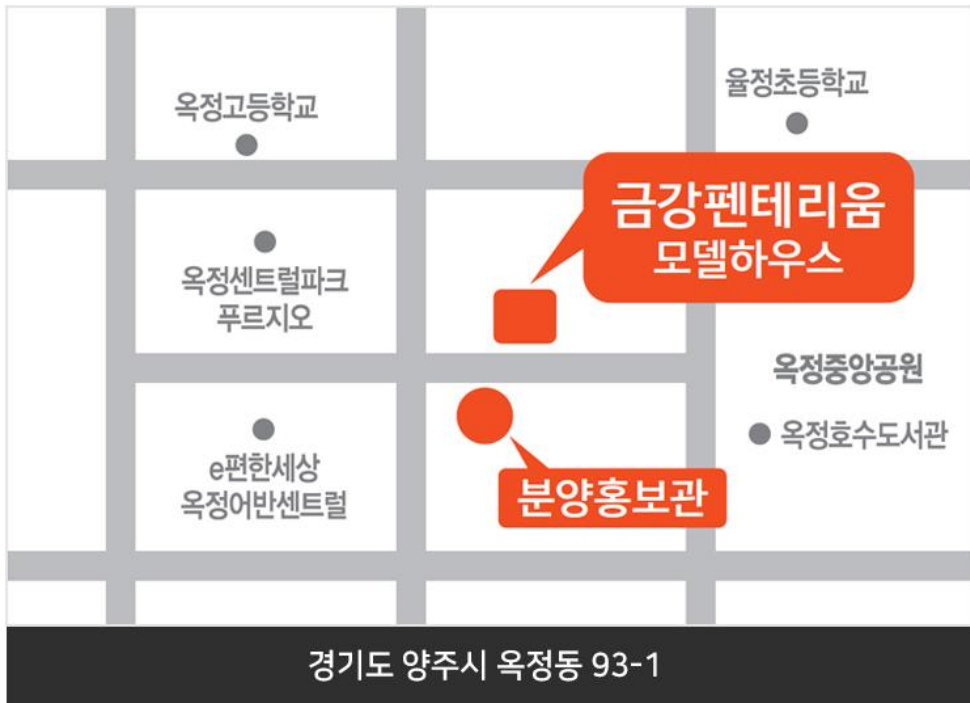 옥정고등학교
율정초등학교
금강펜테리움
모델하우스
옥정센트럴파크
푸르지오
옥정중앙공원
옥정호수도서관
e편한세상
옥정어반센트럴
분양홍보관
경기도 양주시 옥정동 93-1